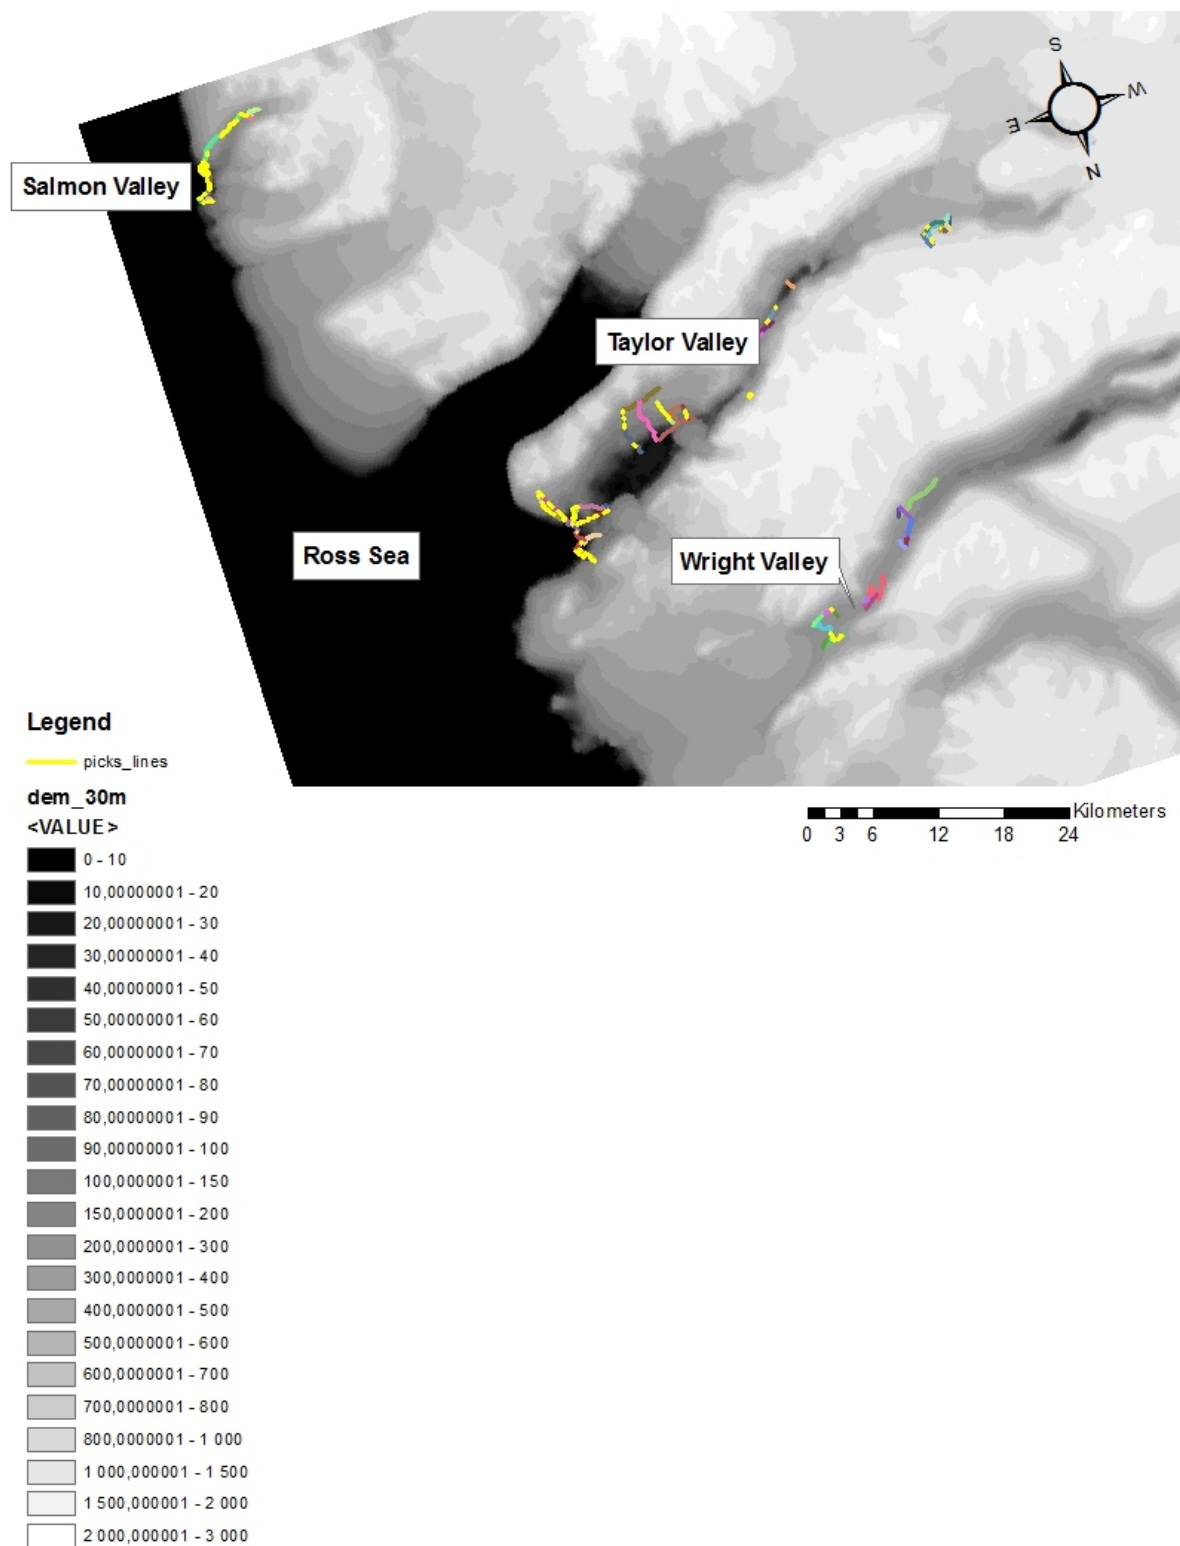 S
W
E
N
Salmon Valley
Taylor Valley
Ross Sea
Wright Valley
Legend
picks_lines
dem_30m
<VALUE>
Kilometers
0 3 6 12 18 24
0 - 10
10,00000001 - 20
20,00000001 - 30
30,00000001 - 40
40,00000001 - 50
50,00000001 - 60
60,00000001 - 70
70,00000001 - 80
80,00000001 - 90
90,00000001 - 100
100,0000001 - 150
150,0000001 - 200
200,0000001 - 300
300,0000001 - 400
400,0000001 - 500
500,0000001 - 600
600,0000001 - 700
700,0000001 - 800
800,0000001 - 1 000
1 000,000001 - 1 500
1 500,000001 - 2 000
2 000,000001 - 3 000